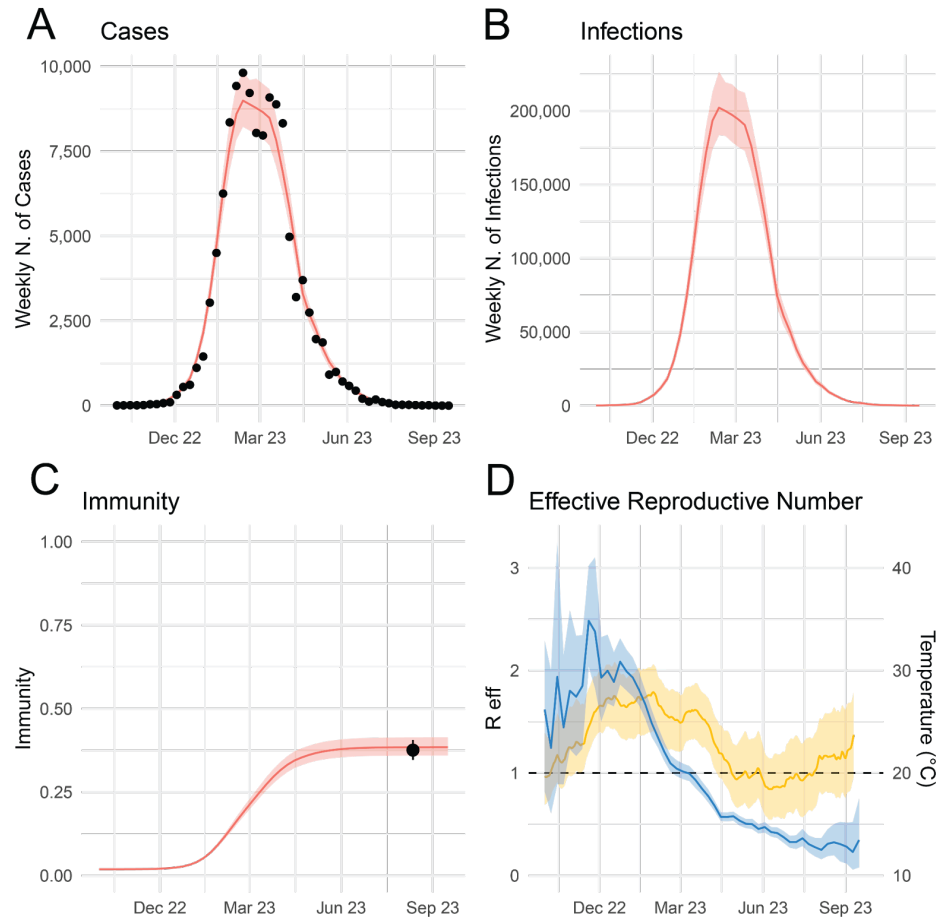 A Cases
10,000
7,500
5,000
2,500
0
Weekly N. of Cases
Dec 22 Mar 23 Jun 23 Sep 23
B Infections
200,000
150,000
100,000
50,000
0
Weekly N. of Infections
Dec 22 Mar 23 Jun 23 Sep 23
C Immunity
1.00
0.75
0.50
0.25
0.00
Immunity
Dec 22 Mar 23 Jun 23 Sep 23
D Effective Reproductive Number
3
2
1
0
R eff
40
30
20
10
Temperature (°C)
Dec 22 Mar 23 Jun 23 Sep 23